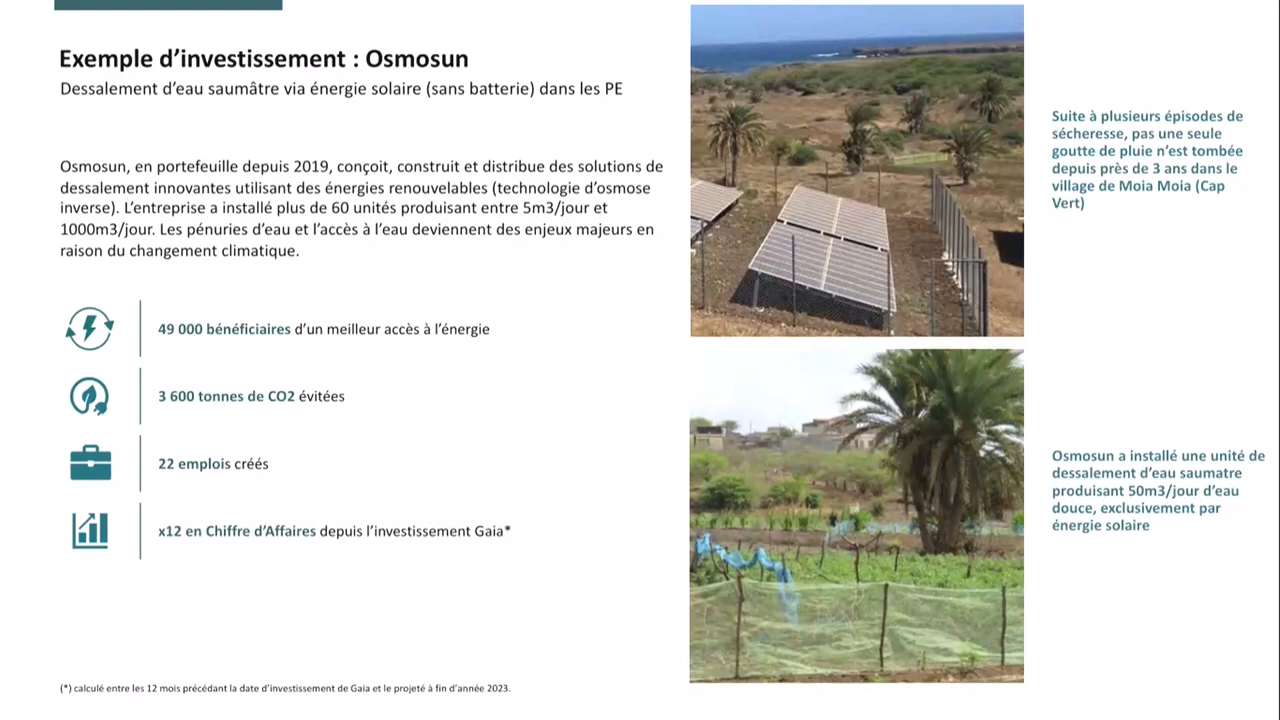 Exemple d’investissement : Osmosun
Dessalement d’eau saumâtre via énergie solaire (sans batterie) dans les PE
Osmosun, en portefeuille depuis 2019, conçoit, construit et distribue des solutions de
dessalement innovantes utilisant des énergies renouvelables (technologie d’osmose
inverse). L’entreprise a installé plus de 60 unités produisant entre 5m3/jour et
1000m3/jour. Les pénuries d’eau et l’accès à l’eau deviennent des enjeux majeurs en
raison du changement climatique.
49 000 bénéficiaires d’un meilleur accès à l’énergie
3 600 tonnes de CO2 évitées
22 emplois créés
x12 en Chiffre d’Affaires depuis l’investissement Gaia*
(*) calculé entre les 12 mois précédant la date d’investissement de Gaia et le projeté à fin d’année 2023.
Suite à plusieurs épisodes de
sécheresse, pas une seule
goutte de pluie n’est tombée
depuis près de 3 ans dans le
village de Moia Moia (Cap
Vert)
Osmosun a installé une unité de
dessalement d’eau saumatre
produisant 50m3/jour d’eau
douce, exclusivement par
énergie solaire